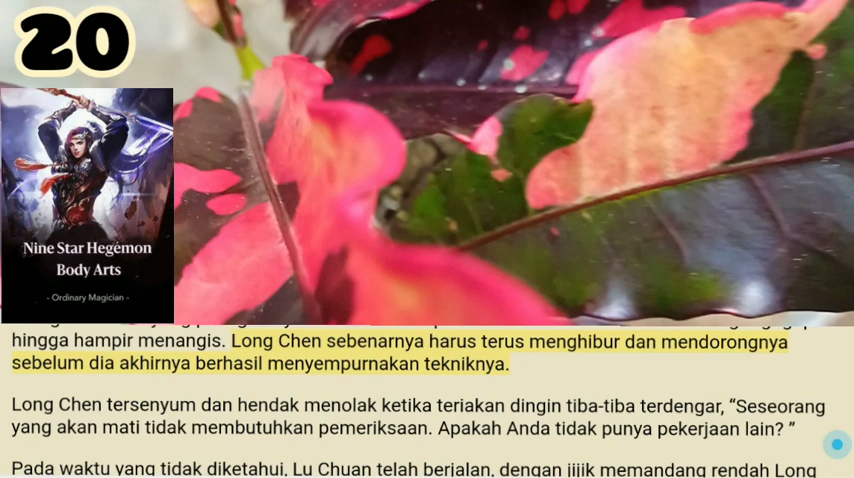 20
Nine Star Hegemon
Body Arts
- Ordinary Magician -
hingga hampir menangis. Long Chen sebenarnya harus terus menghibur dan mendorongnya
sebelum dia akhirnya berhasil menyempurnakan tekniknya.
Long Chen tersenyum dan hendak menolak ketika teriakan dingin tiba-tiba terdengar, “Seseorang
yang akan mati tidak membutuhkan pemeriksaan. Apakah Anda tidak punya pekerjaan lain? ”
Pada waktu yang tidak diketahui, Lu Chuan telah berjalan, dengan jijik memandang rendah Long